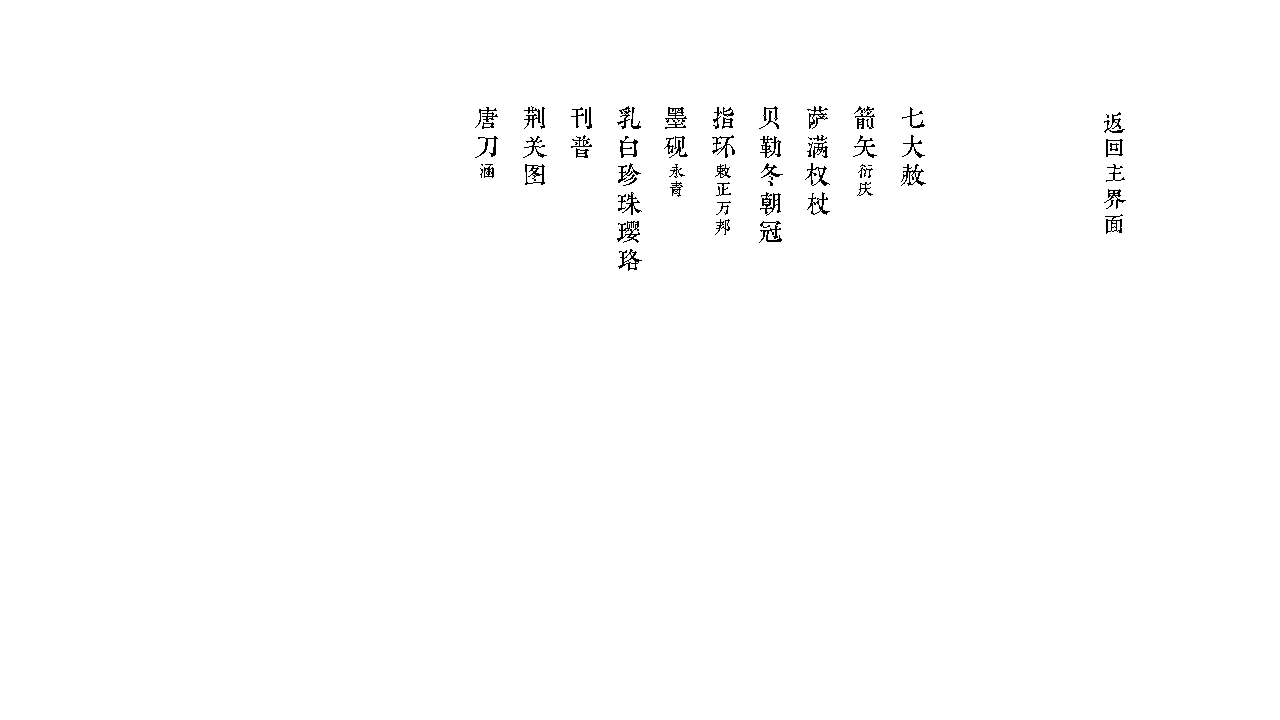 返回主界面
七大赦
箭矢衍庆
萨满权杖
贝勒冬朝冠
指环敕正万邦
墨砚永青
乳白珍珠璎珞
刊普
荆关图
唐刀涵